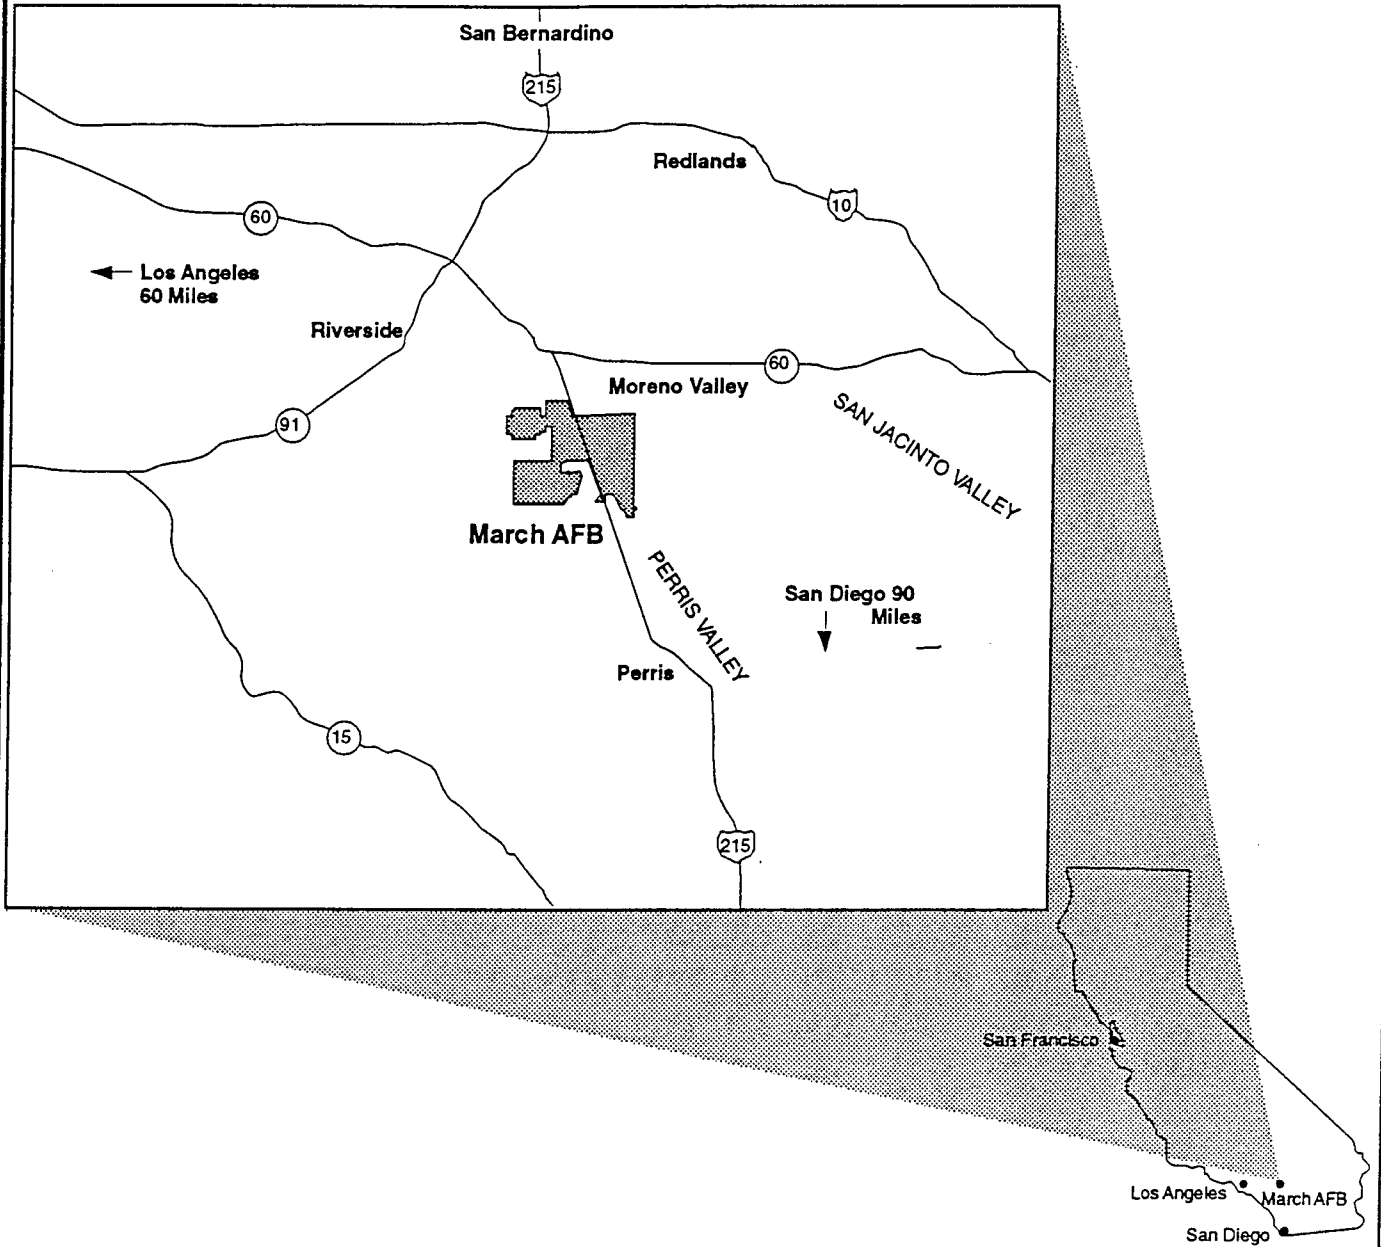 San Bernardino
215
Redlands
10
60
Los Angeles
60 Miles
Riverside
60
Moreno Valley
SAN JACINTO VALLEY
91
March AFB
PERRIS VALLEY
San Diego 90
Miles
Perris
15
215
San Francisco
Los Angeles
March AFB
San Diego